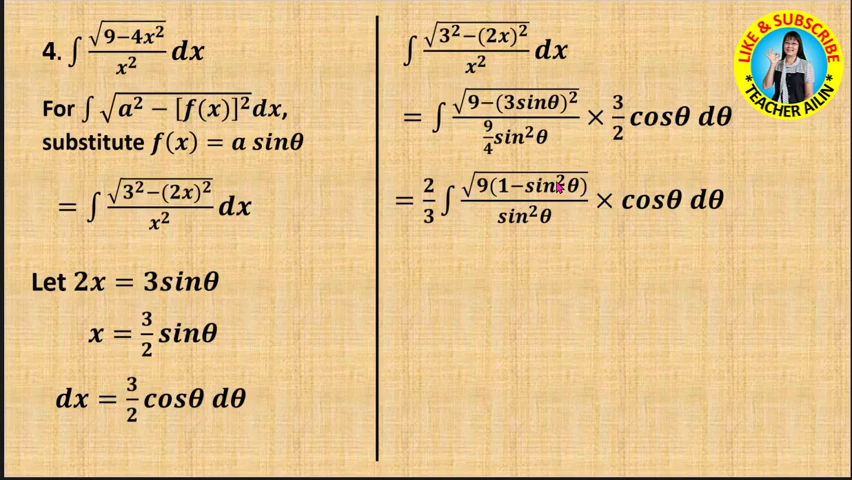 4. ∫ √(9−4x²)/x² dx
For ∫ √(a² − [f(x)]²) dx,
substitute f(x) = a sinθ
= ∫ √(3²−(2x)²)/x² dx
Let 2x = 3sinθ
x = 3/2 sinθ
dx = 3/2 cosθ dθ
∫ √(3²−(2x)²)/x² dx
= ∫ √(9−(3sinθ)²)/(9/4 sin²θ) × 3/2 cosθ dθ
= 2/3 ∫ √(9(1−sin²θ))/sin²θ × cosθ dθ
LIKE & SUBSCRIBE
* TEACHER AILIN *